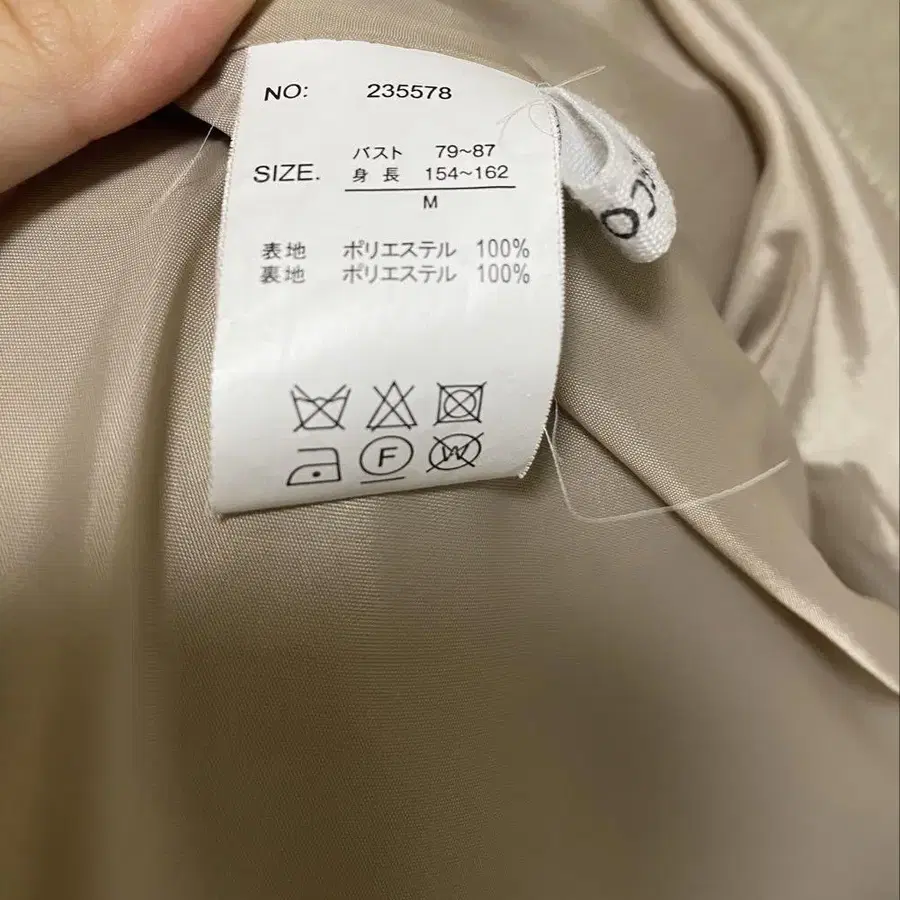 NO: 235578
SIZE. バスト 79~87
身長 154~162
M
表地 ポリエステル 100%
裏地 ポリエステル 100%
F
W